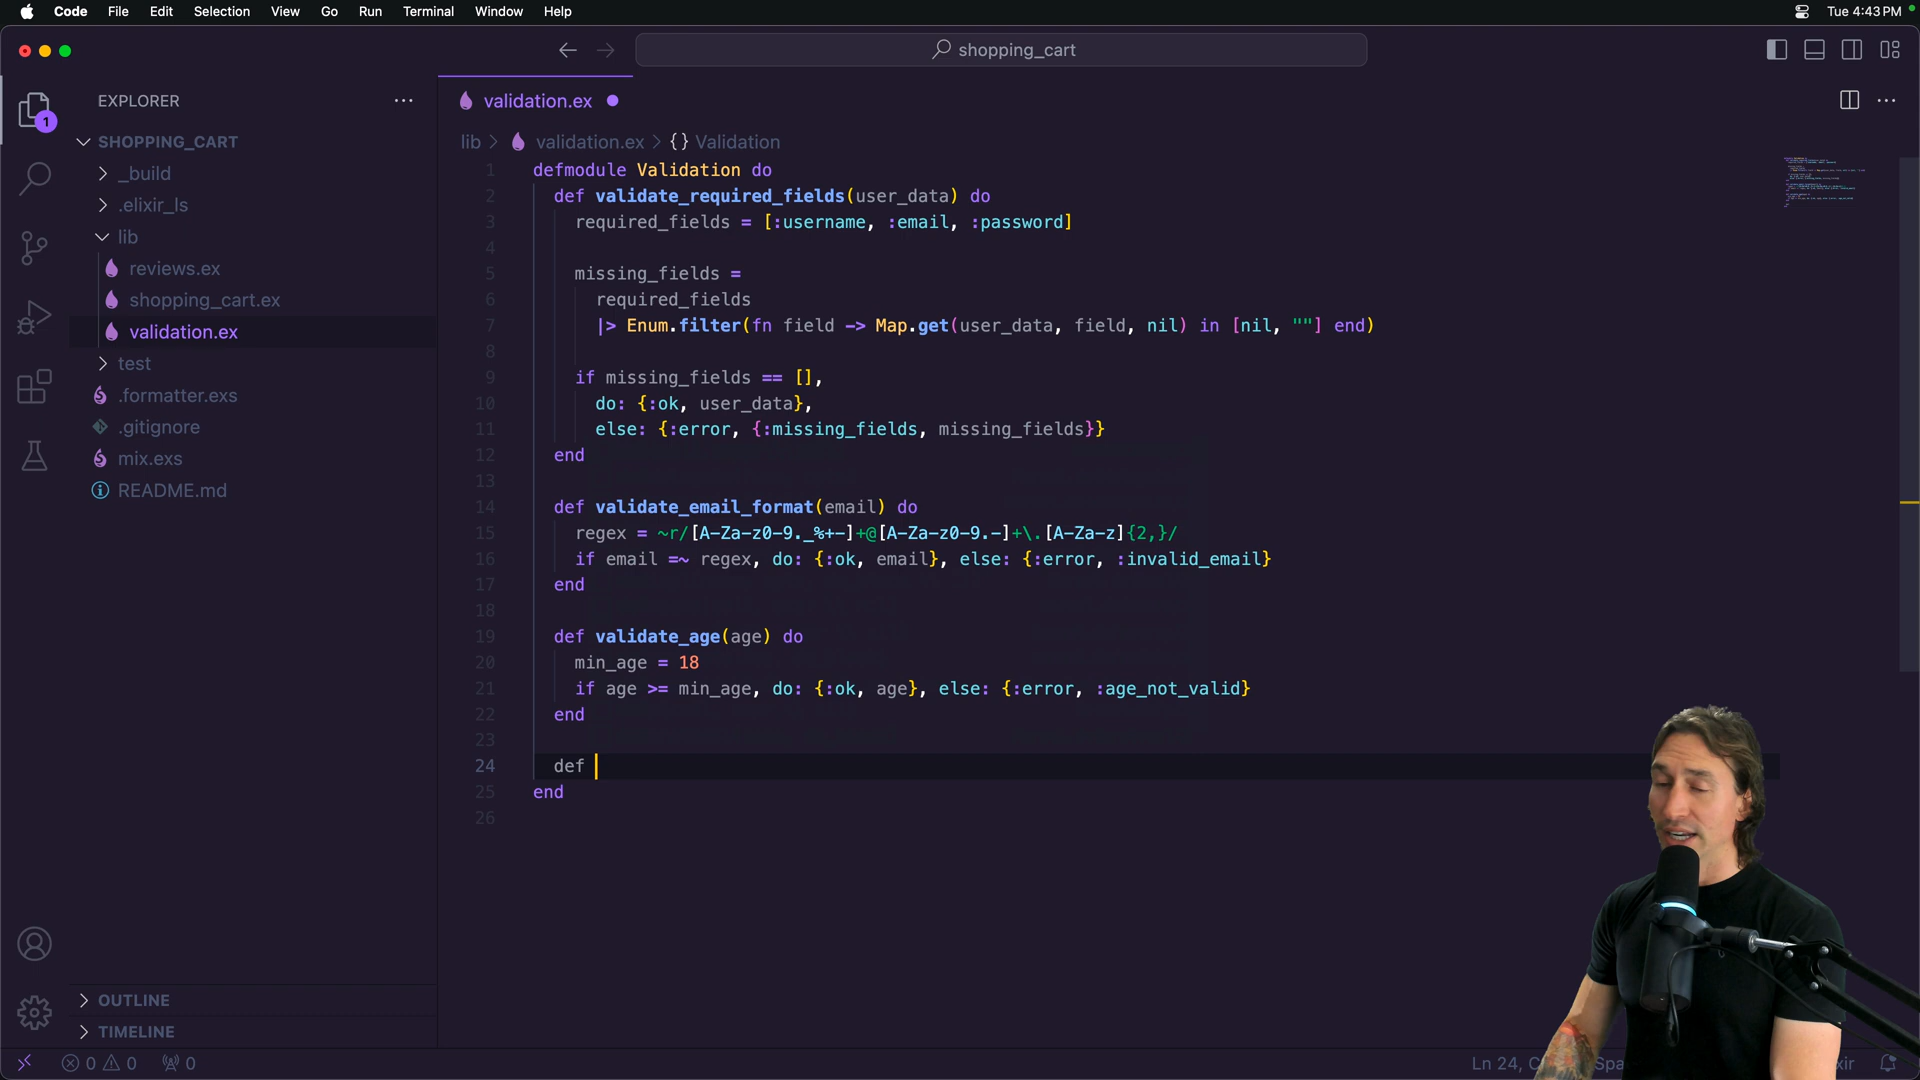 Code File Edit Selection View Go Run Terminal Window Help Tue 4:43 PM
shopping_cart
EXPLORER
validation.ex
1
SHOPPING_CART
lib > validation.ex > {} Validation
_build
.elixir_ls
lib
reviews.ex
shopping_cart.ex
validation.ex
test
.formatter.exs
.gitignore
mix.exs
README.md
1 defmodule Validation do
2 def validate_required_fields(user_data) do
3 required_fields = [:username, :email, :password]
4
5 missing_fields =
6 required_fields
7 |> Enum.filter(fn field -> Map.get(user_data, field, nil) in [nil, ""] end)
8
9 if missing_fields == [],
10 do: {:ok, user_data},
11 else: {:error, {:missing_fields, missing_fields}}
12 end
13
14 def validate_email_format(email) do
15 regex = ~r/[A-Za-z0-9._%+-]+@[A-Za-z0-9.-]+\.[A-Za-z]{2,}/
16 if email =~ regex, do: {:ok, email}, else: {:error, :invalid_email}
17 end
18
19 def validate_age(age) do
20 min_age = 18
21 if age >= min_age, do: {:ok, age}, else: {:error, :age_not_valid}
22 end
23
24 def
25 end
26
OUTLINE
TIMELINE
0 0 0
Ln 24,